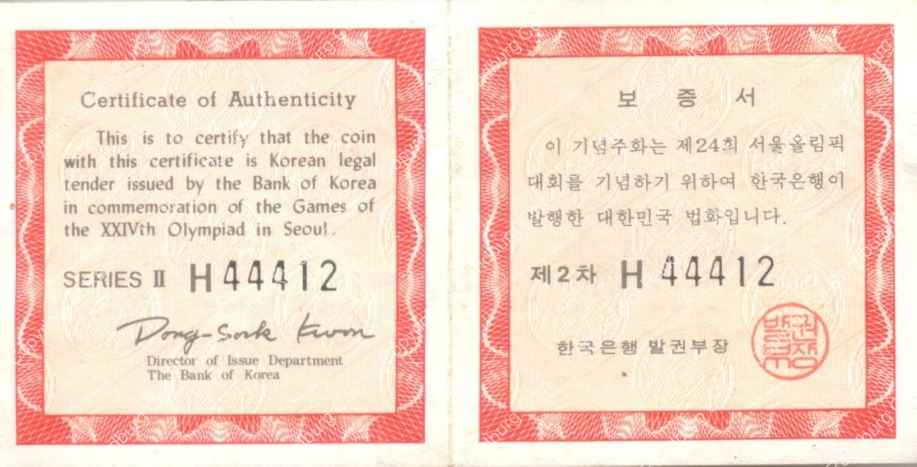 Certificate of Authenticity
This is to certify that the coin
with this certificate is Korean legal
tender issued by the Bank of Korea
in commemoration of the Games of
the XXIVth Olympiad in Seoul.
SERIES II H44412
Dong-Sook Kwon
Director of Issue Department
The Bank of Korea
보증서
이 기념주화는 제24회 서울올림픽
대회를 기념하기 위하여 한국은행이
발행한 대한민국 법화입니다.
제2차 H 44412
한국은행 발권부장